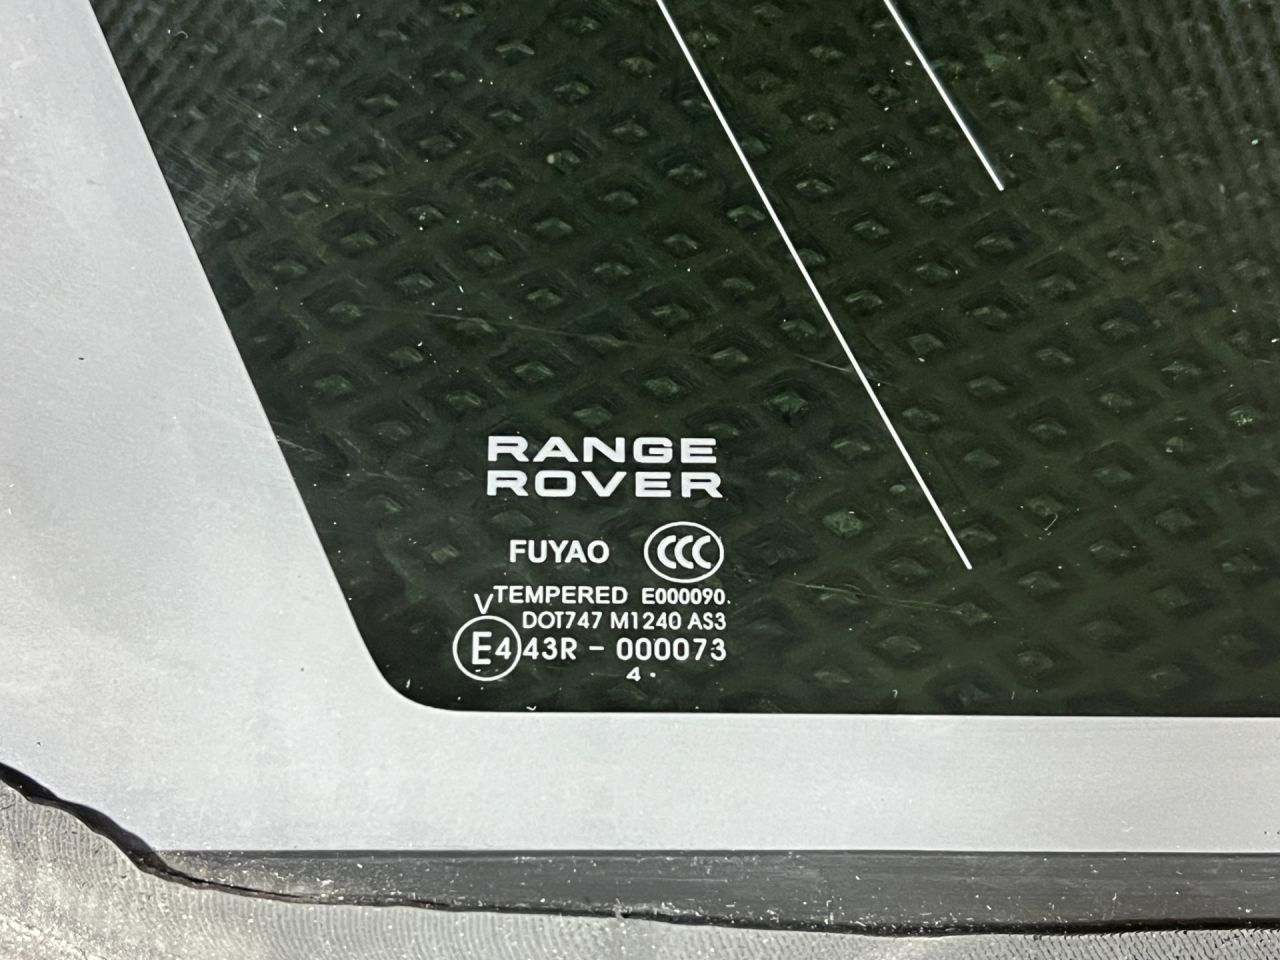 RANGE
ROVER
FUYAO CCC
TEMPERED E000090.
V
DOT747 M1240 AS3
E4 43R - 000073
4 .